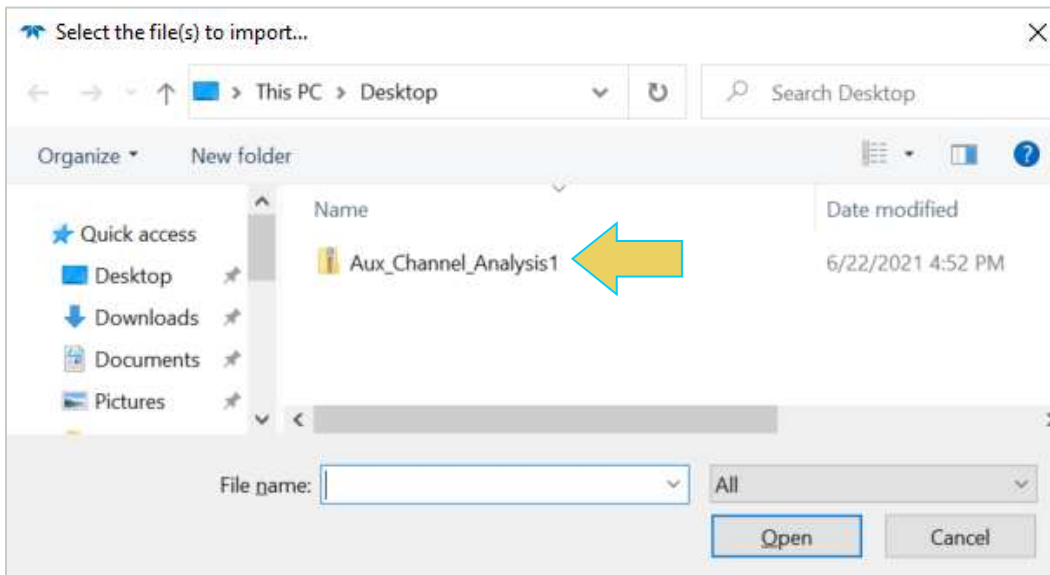 Select the file(s) to import...
This PC > Desktop
Search Desktop
Organize
New folder
?
Name
Date modified
Quick access
Aux_Channel_Analysis1
6/22/2021 4:52 PM
Desktop
Downloads
Documents
Pictures
File name:
All
Open
Cancel